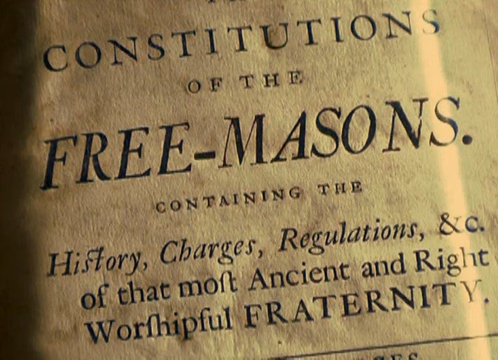 CONSTITUTIONS
OF THE
FREE-MASONS.
CONTAINING THE
Hiſtory, Charges, Regulations, &c.
of that moſt Ancient and Right
Worſhipful FRATERNITY.